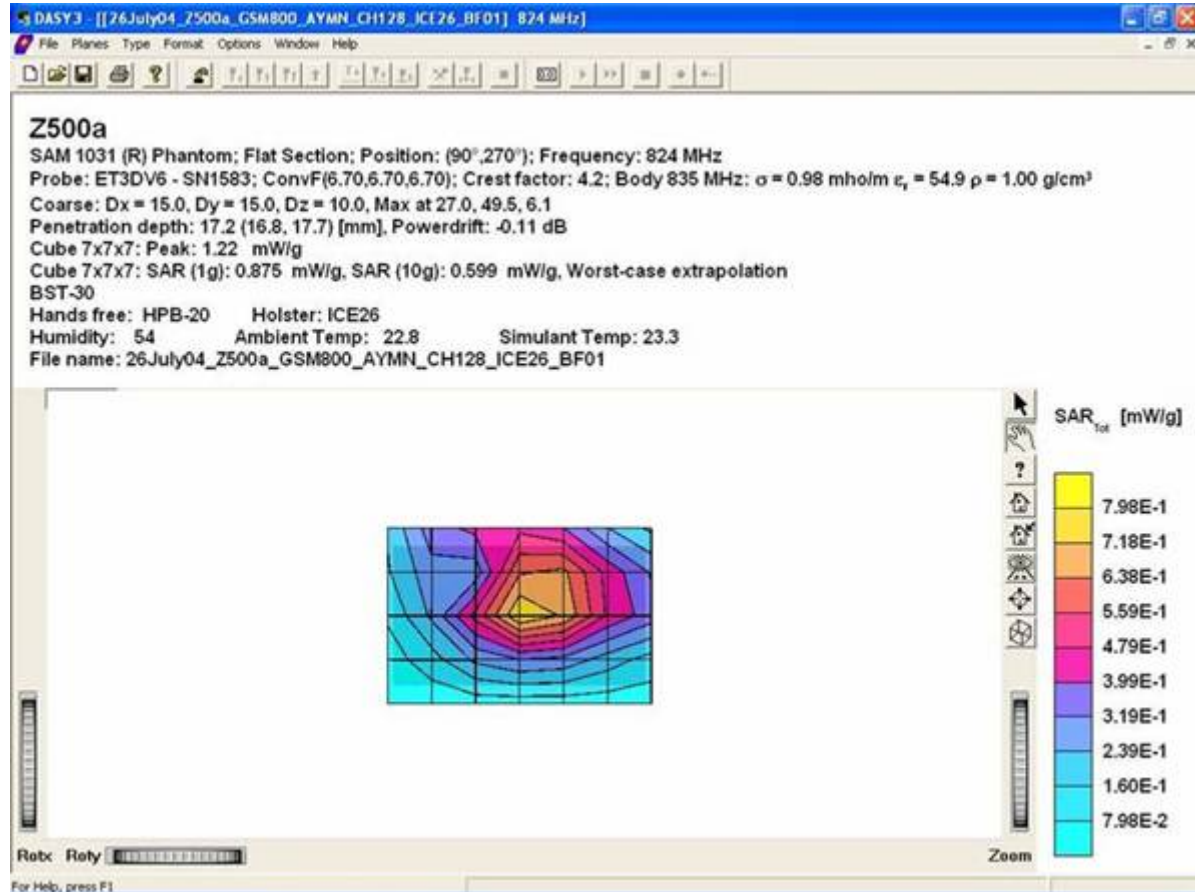 DASY3 - [[26July04_Z500a_GSM800_AYMN_CH128_ICE26_BF01] 824 MHz]
File Planes Type Format Options Window Help
Z500a
SAM 1031 (R) Phantom; Flat Section; Position: (90°,270°); Frequency: 824 MHz
Probe: ET3DV6 - SN1583; ConvF(6.70,6.70,6.70); Crest factor: 4.2; Body 835 MHz: σ = 0.98 mho/m εr = 54.9 ρ = 1.00 g/cm³
Coarse: Dx = 15.0, Dy = 15.0, Dz = 10.0, Max at 27.0, 49.5, 6.1
Penetration depth: 17.2 (16.8, 17.7) [mm], Powerdrift: -0.11 dB
Cube 7x7x7: Peak: 1.22 mW/g
Cube 7x7x7: SAR (1g): 0.875 mW/g, SAR (10g): 0.599 mW/g, Worst-case extrapolation
BST-30
Hands free: HPB-20 Holster: ICE26
Humidity: 54 Ambient Temp: 22.8 Simulant Temp: 23.3
File name: 26July04_Z500a_GSM800_AYMN_CH128_ICE26_BF01
SARTot [mW/g]
7.98E-1
7.18E-1
6.38E-1
5.59E-1
4.79E-1
3.99E-1
3.19E-1
2.39E-1
1.60E-1
7.98E-2
Rotx Roty Zoom
For Help, press F1